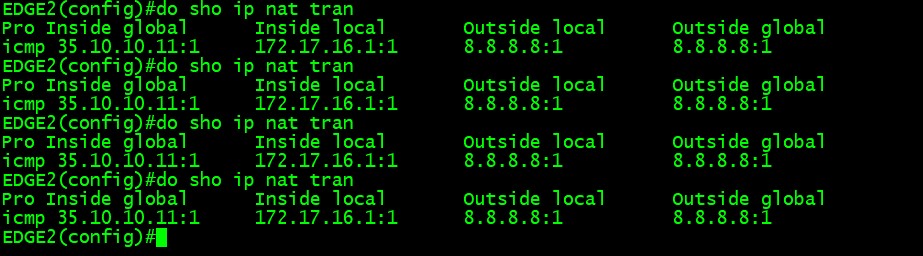 EDGE2(config)#do sho ip nat tran
Pro Inside global Inside local Outside local Outside global
icmp 35.10.10.11:1 172.17.16.1:1 8.8.8.8:1 8.8.8.8:1
EDGE2(config)#do sho ip nat tran
Pro Inside global Inside local Outside local Outside global
icmp 35.10.10.11:1 172.17.16.1:1 8.8.8.8:1 8.8.8.8:1
EDGE2(config)#do sho ip nat tran
Pro Inside global Inside local Outside local Outside global
icmp 35.10.10.11:1 172.17.16.1:1 8.8.8.8:1 8.8.8.8:1
EDGE2(config)#do sho ip nat tran
Pro Inside global Inside local Outside local Outside global
icmp 35.10.10.11:1 172.17.16.1:1 8.8.8.8:1 8.8.8.8:1
EDGE2(config)#